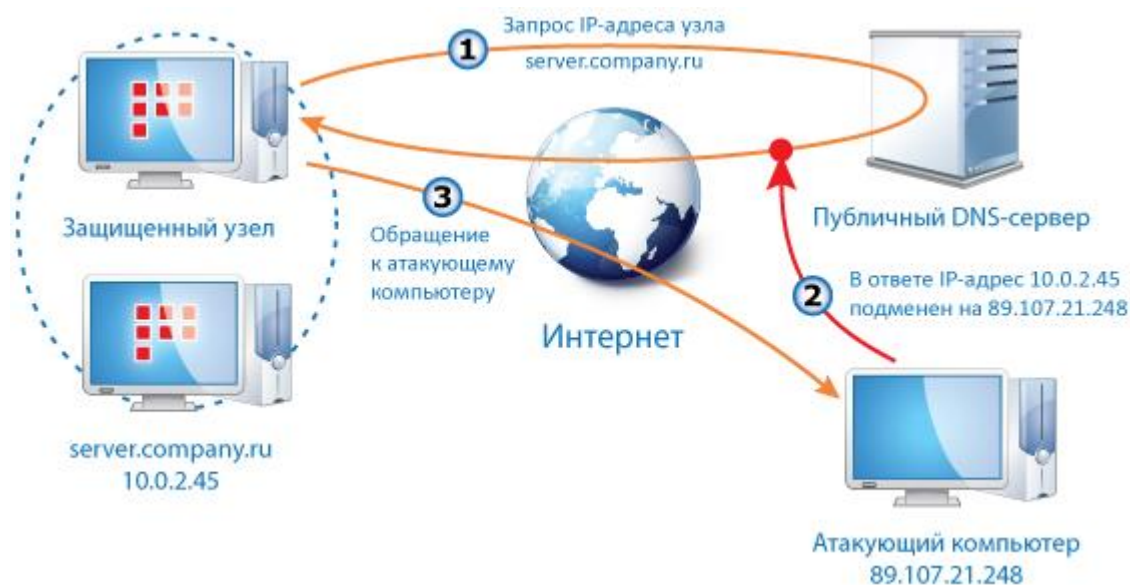 1
Запрос IP-адреса узла
server.company.ru
Защищенный узел
3
Обращение
к атакующему
компьютеру
Публичный DNS-сервер
2
В ответе IP-адрес 10.0.2.45
подменен на 89.107.21.248
Интернет
server.company.ru
10.0.2.45
Атакующий компьютер
89.107.21.248